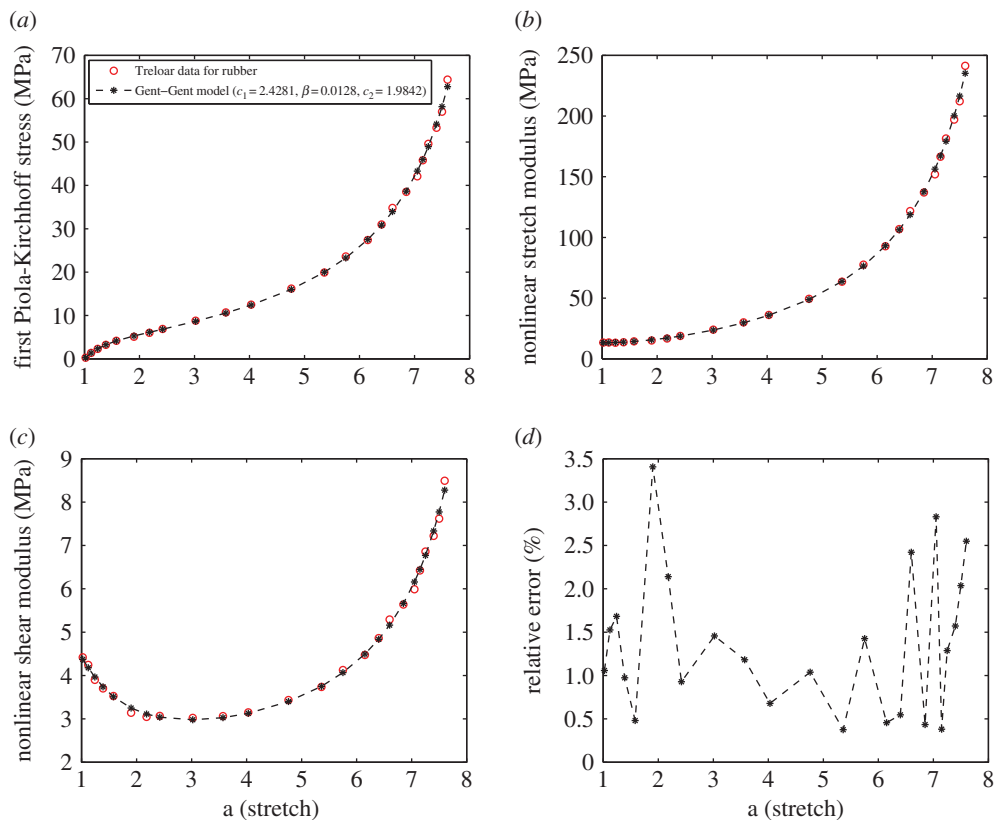 (a)
first Piola-Kirchhoff stress (MPa)
70
60
50
40
30
20
10
0
1 2 3 4 5 6 7 8
Treloar data for rubber
Gent–Gent model (c1 = 2.4281, β=0.0128, c2 = 1.9842)
(b)
nonlinear stretch modulus (MPa)
250
200
150
100
50
0
1 2 3 4 5 6 7 8
(c)
nonlinear shear modulus (MPa)
9
8
7
6
5
4
3
2
1 2 3 4 5 6 7 8
a (stretch)
(d)
relative error (%)
3.5
3.0
2.5
2.0
1.5
1.0
0.5
0
1 2 3 4 5 6 7 8
a (stretch)